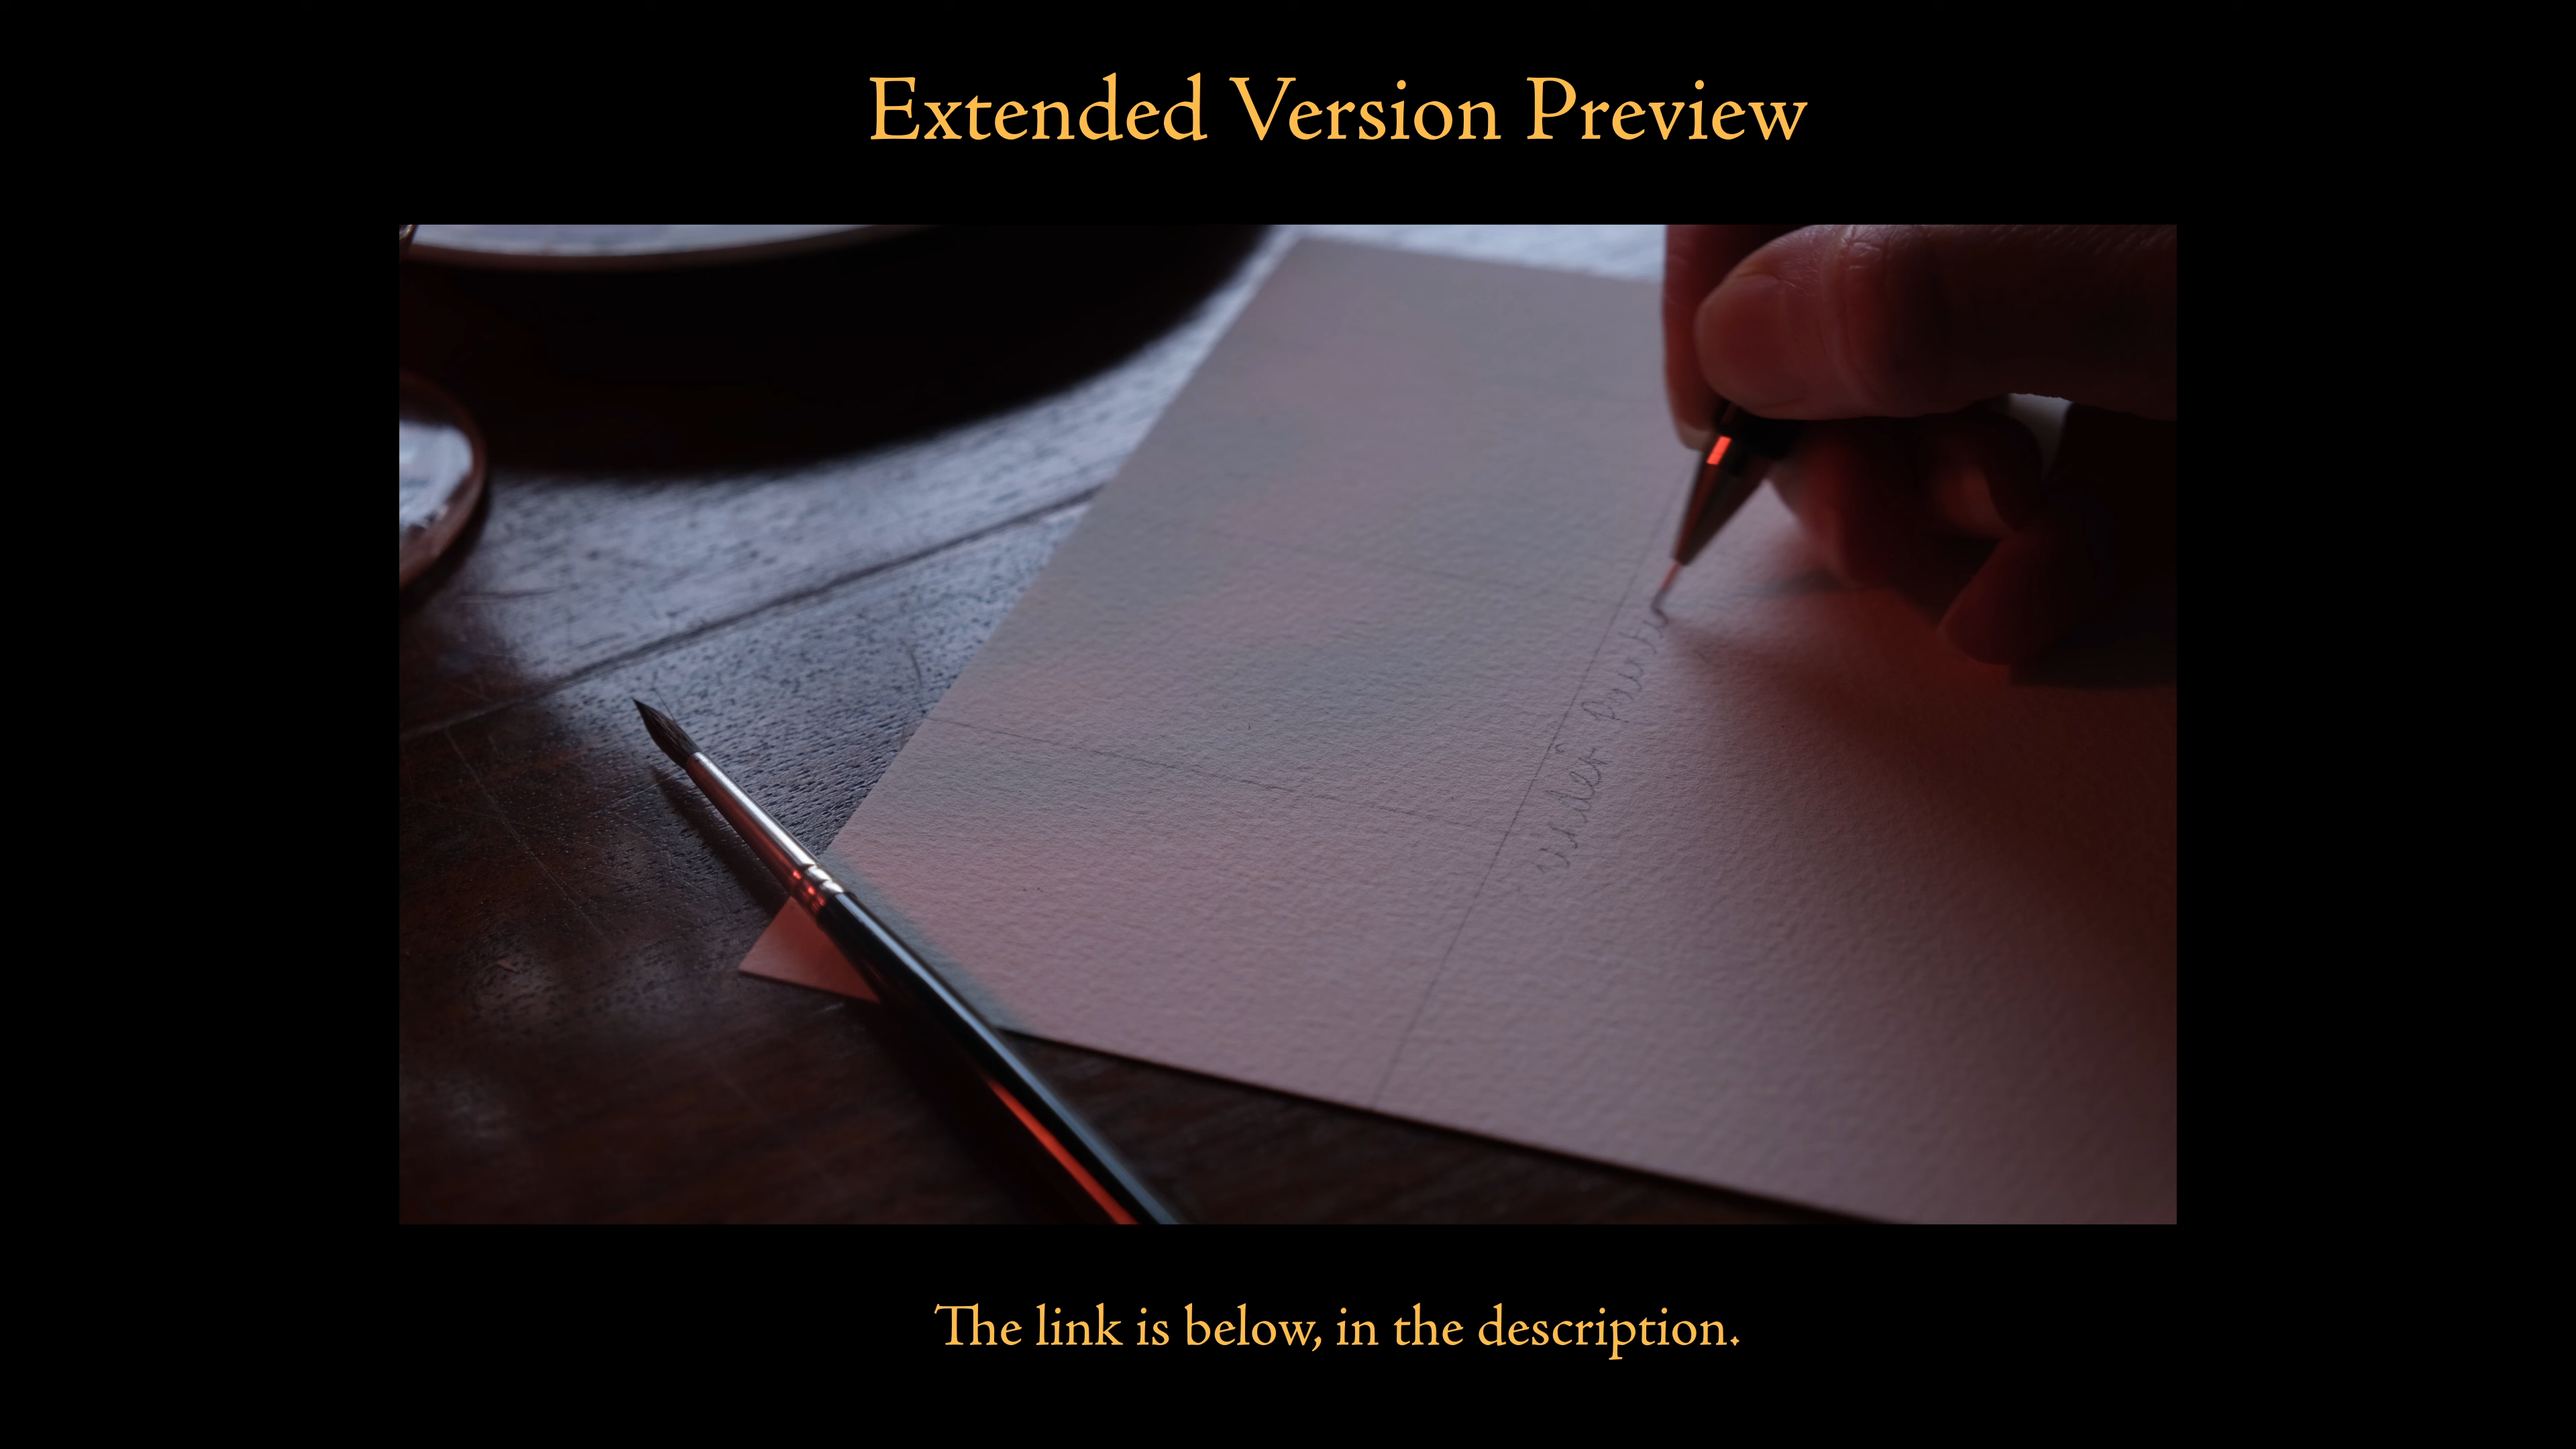 Extended Version Preview
The link is below, in the description.